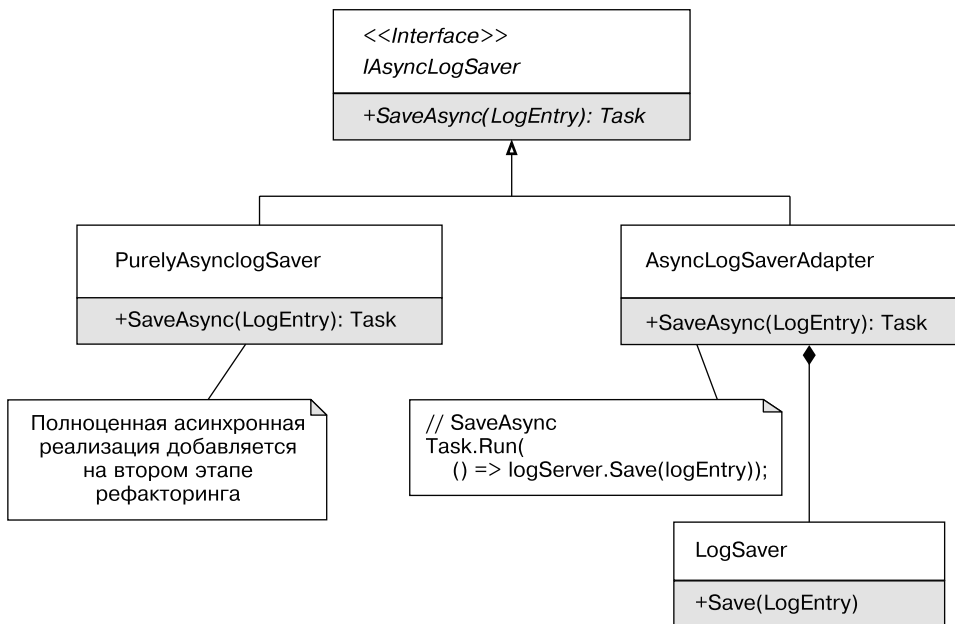 <<Interface>>
IAsyncLogSaver
+SaveAsync(LogEntry): Task
PurelyAsynclogSaver
+SaveAsync(LogEntry): Task
AsyncLogSaverAdapter
+SaveAsync(LogEntry): Task
Полноценная асинхронная
реализация добавляется
на втором этапе
рефакторинга
// SaveAsync
Task.Run(
() => logServer.Save(logEntry));
LogSaver
+Save(LogEntry)